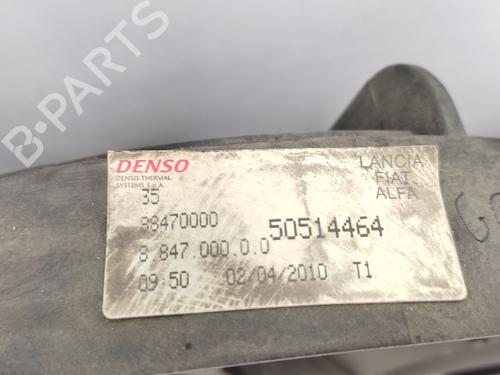 B-PARTS
DENSO
DENSO THERMAL
SYSTEMS S.p.A.
LANCIA
FIAT
ALFA
35
88470000
50514464
8 847.000.0.0
09:50 02/04/2010 T1